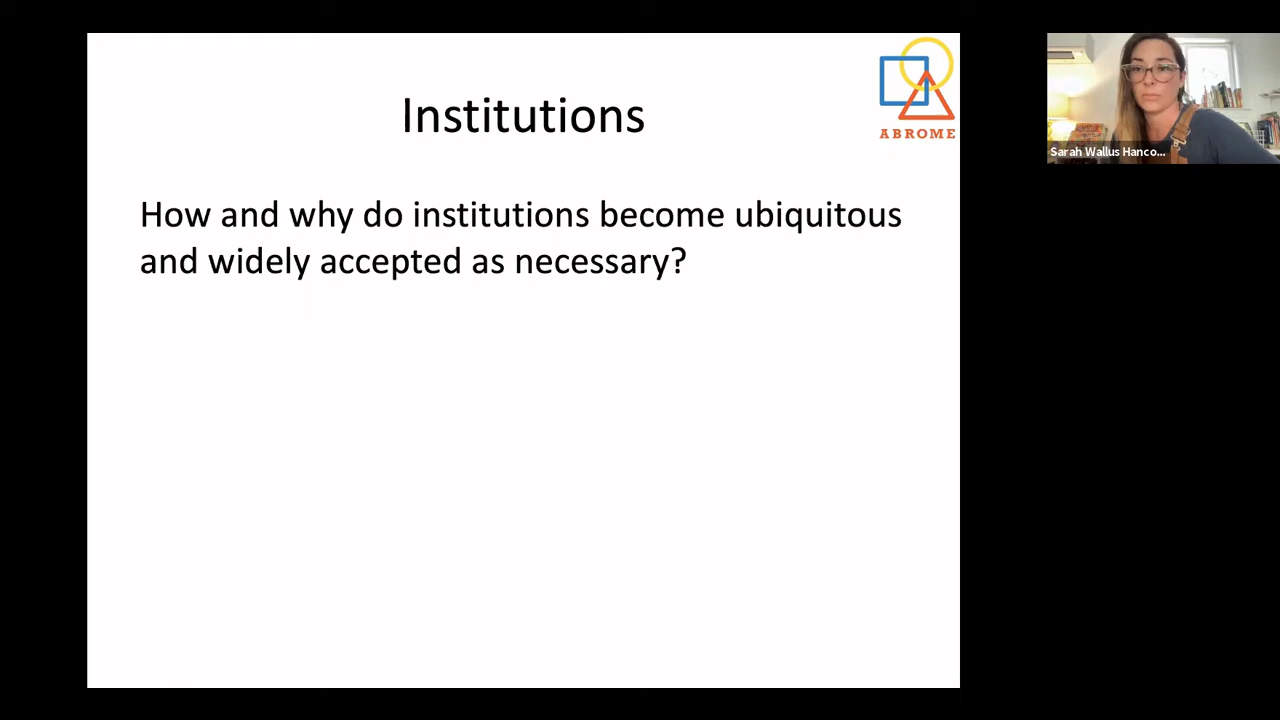 Institutions
ABROME
How and why do institutions become ubiquitous
and widely accepted as necessary?
Sarah Wallus Hanco...